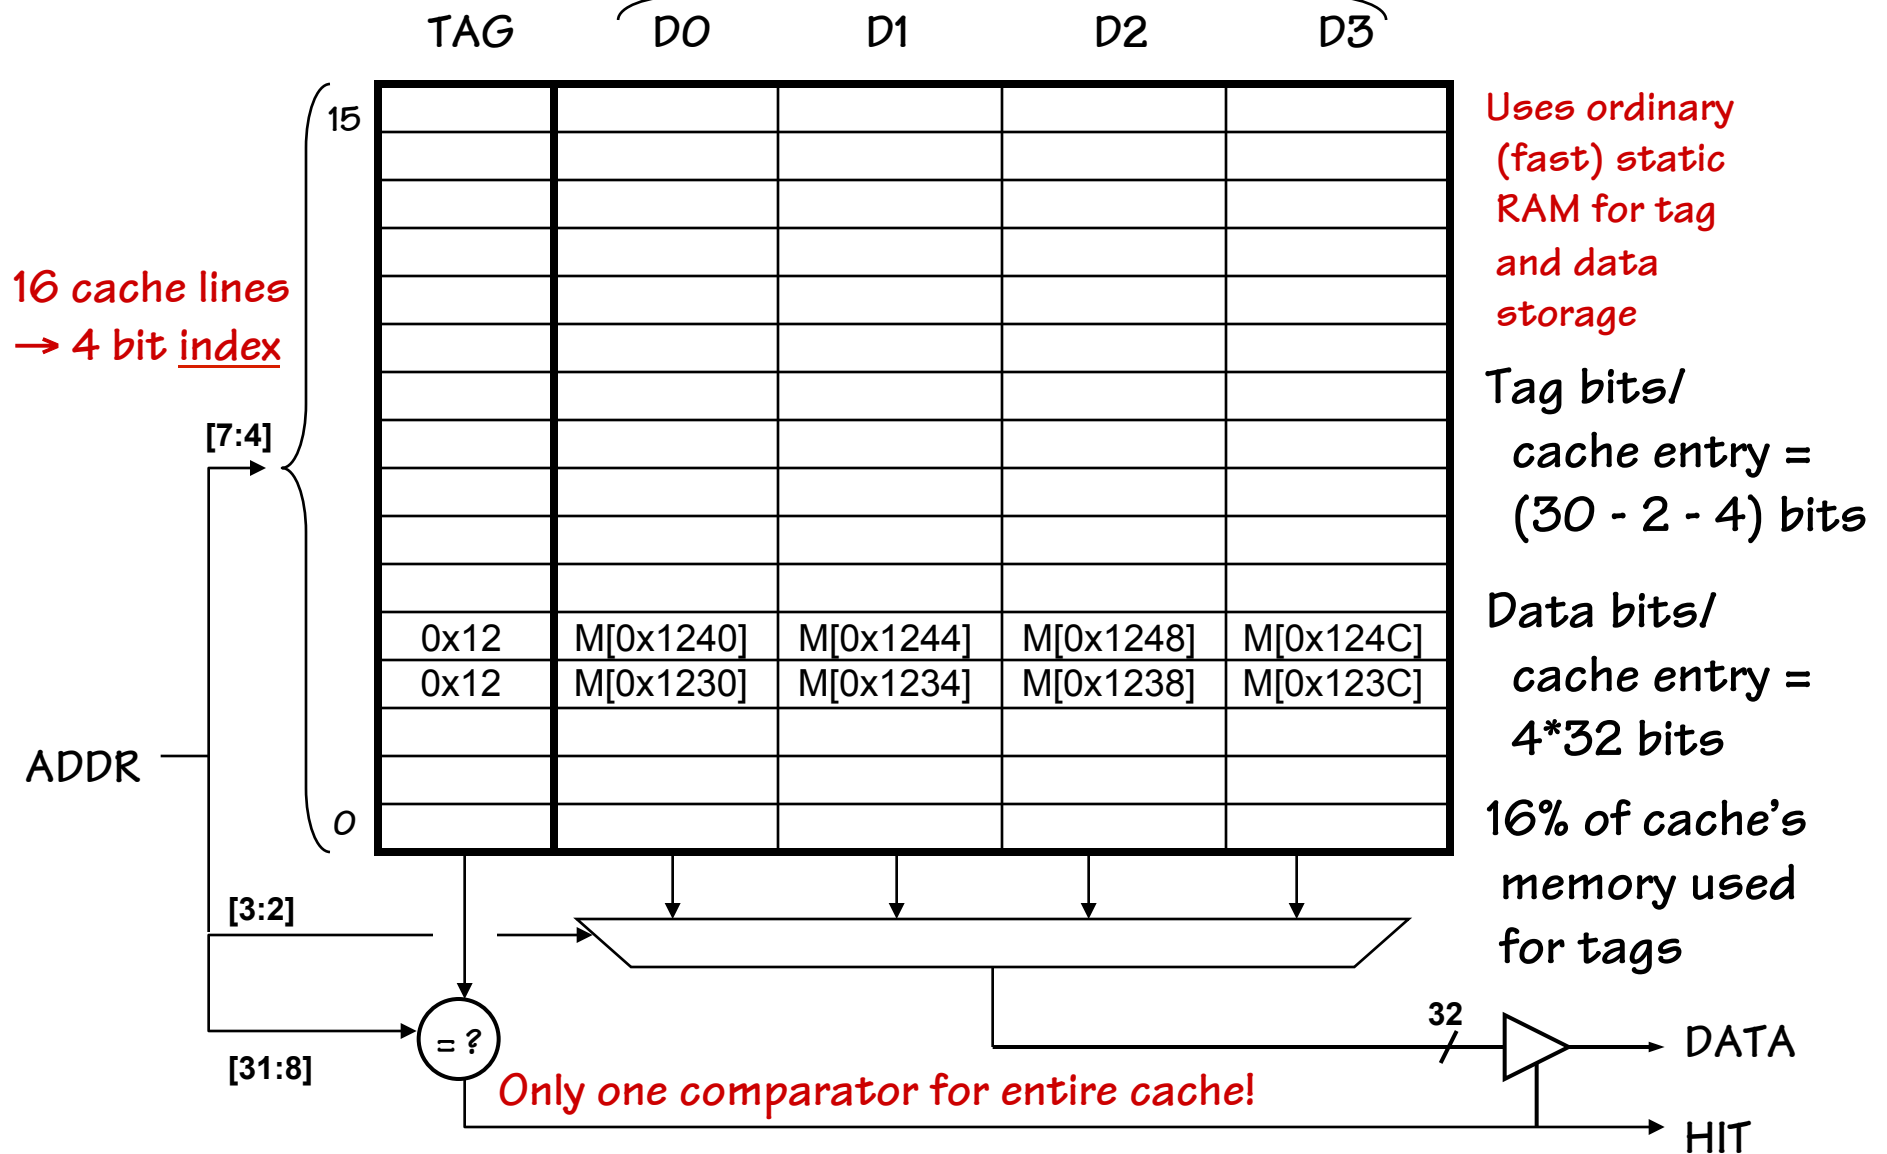 TAG D0 D1 D2 D3
15
Uses ordinary
(fast) static
RAM for tag
and data
storage
16 cache lines
→ 4 bit index
Tag bits/
cache entry =
(30 - 2 - 4) bits
[7:4]
Data bits/
cache entry =
4*32 bits
0x12 M[0x1240] M[0x1244] M[0x1248] M[0x124C]
0x12 M[0x1230] M[0x1234] M[0x1238] M[0x123C]
ADDR
0
16% of cache's
memory used
for tags
[3:2]
= ?
[31:8]
32
DATA
Only one comparator for entire cache!
HIT